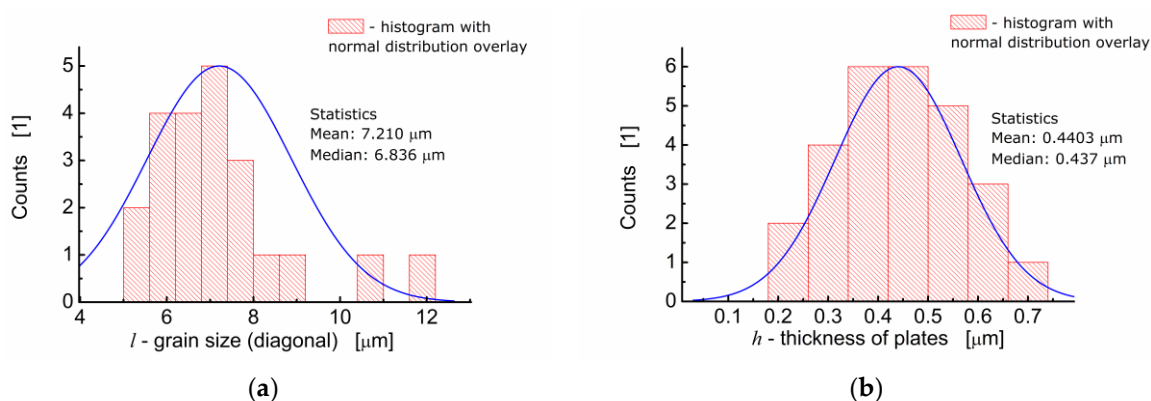 - histogram with
normal distribution overlay
5
4
3
2
1
0
Counts [1]
Statistics
Mean: 7.210 μm
Median: 6.836 μm
4 6 8 10 12
l - grain size (diagonal) [μm]
(a)
- histogram with
normal distribution overlay
6
5
4
3
2
1
0
Counts [1]
Statistics
Mean: 0.4403 μm
Median: 0.437 μm
0.1 0.2 0.3 0.4 0.5 0.6 0.7
h - thickness of plates [μm]
(b)